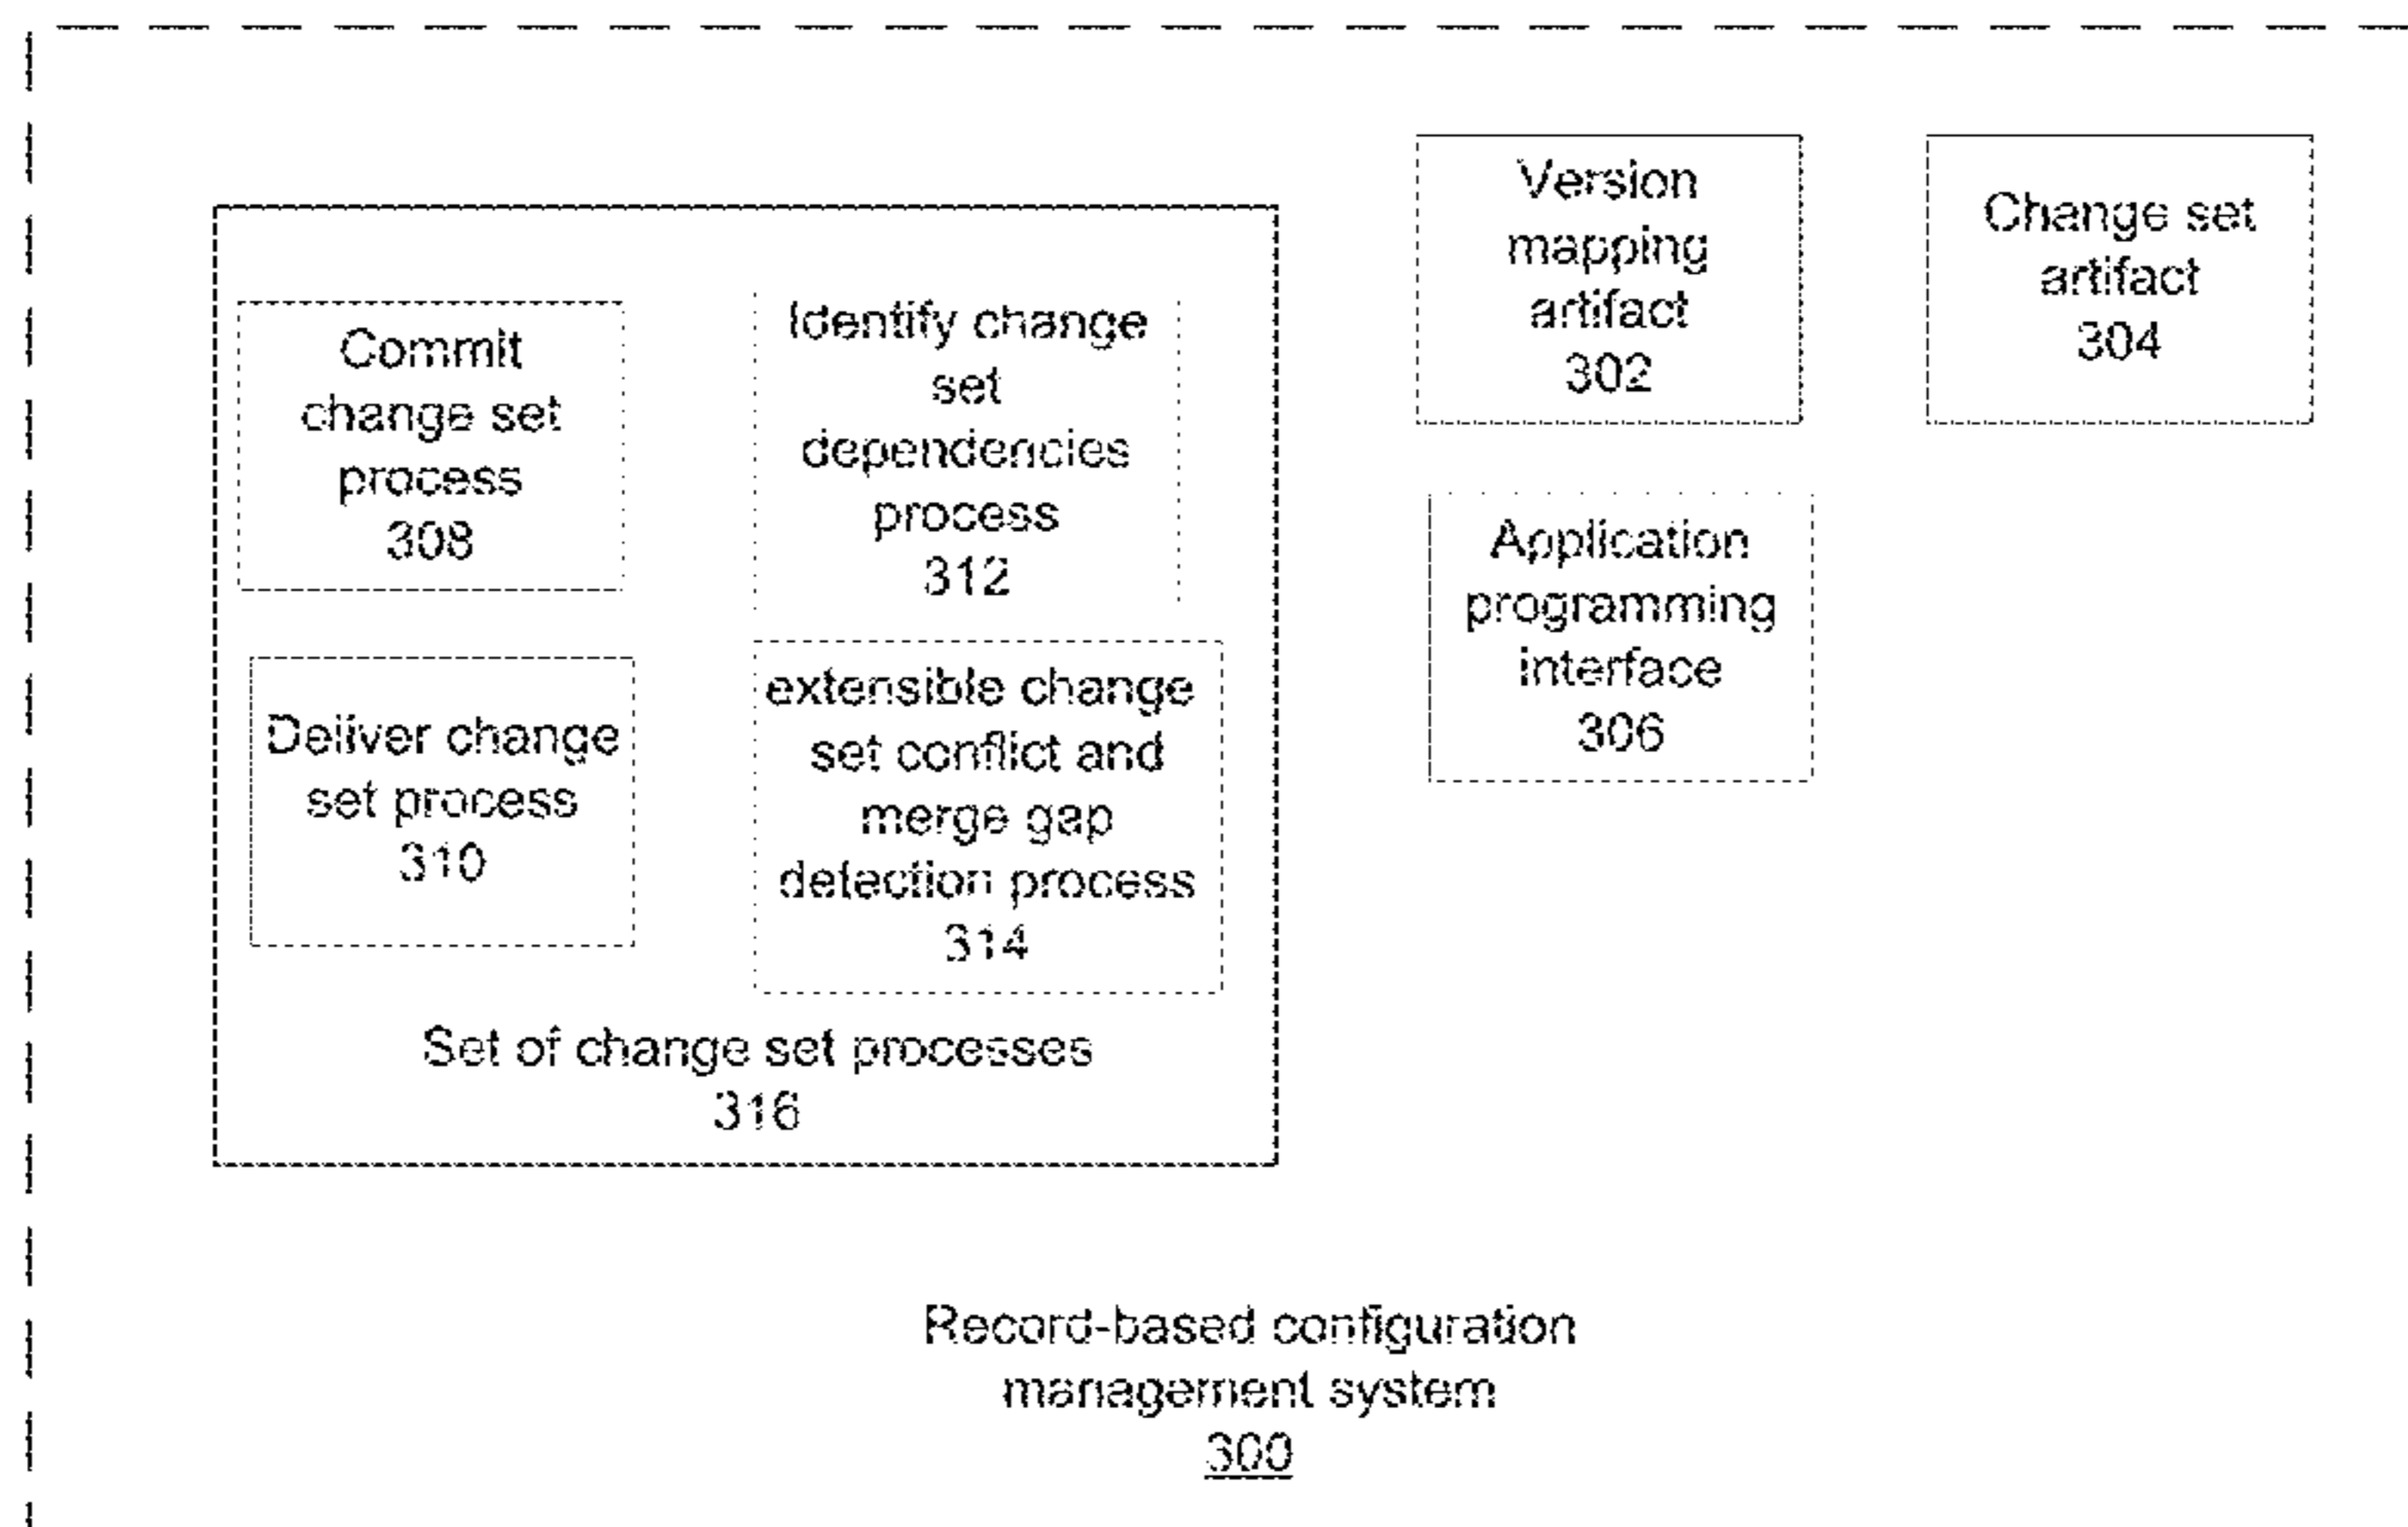 Commit
change set
process
308
Identify change
set
dependencies
process
312
Deliver change
set process
310
extensible change
set conflict and
merge gap
detection process
314
Set of change set processes
316
Version
mapping
artifact
302
Change set
artifact
304
Application
programming
interface
306
Record-based configuration
management system
300